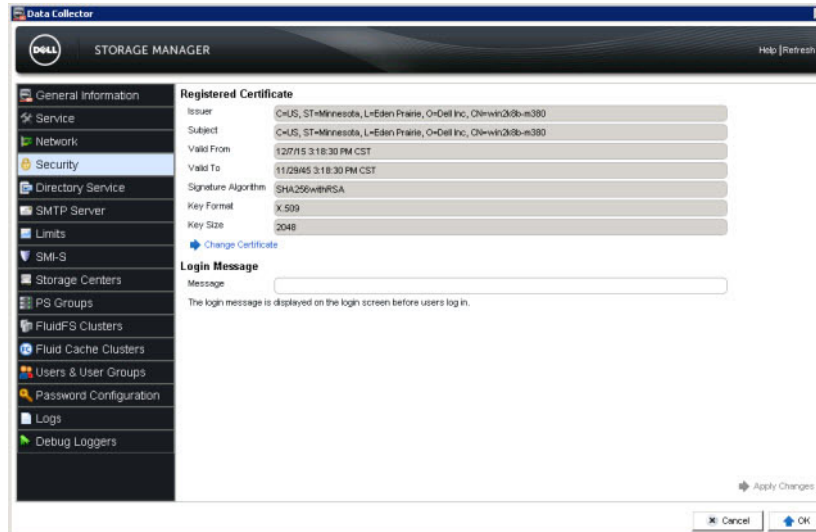 Data Collector
DELL
STORAGE MANAGER
Help | Refresh
General Information
Service
Network
Security
Directory Service
SMTP Server
Limits
SMI-S
Storage Centers
PS Groups
FluidFS Clusters
Fluid Cache Clusters
Users & User Groups
Password Configuration
Logs
Debug Loggers
Registered Certificate
Issuer C=US, ST=Minnesota, L=Eden Prairie, O=Dell Inc, CN=win2k8b-m380
Subject C=US, ST=Minnesota, L=Eden Prairie, O=Dell Inc, CN=win2k8b-m380
Valid From 12/7/15 3:18:30 PM CST
Valid To 11/29/45 3:18:30 PM CST
Signature Algorithm SHA256withRSA
Key Format X.509
Key Size 2048
Change Certificate
Login Message
Message
The login message is displayed on the login screen before users log in.
Apply Changes
Cancel
OK